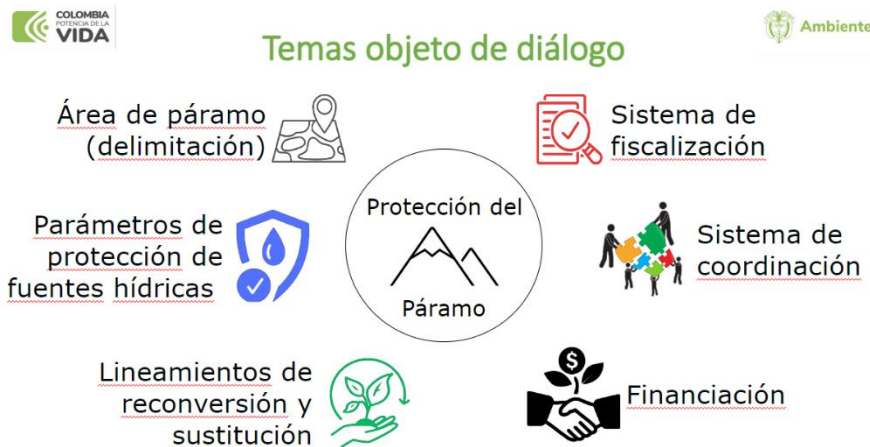 COLOMBIA
POTENCIA DE LA
VIDA
Ambiente
Temas objeto de diálogo
Área de páramo
(delimitación)
Sistema de
fiscalización
Parámetros de
protección de
fuentes hídricas
Protección del
Páramo
Sistema de
coordinación
Lineamientos de
reconversión y
sustitución
$
Financiación